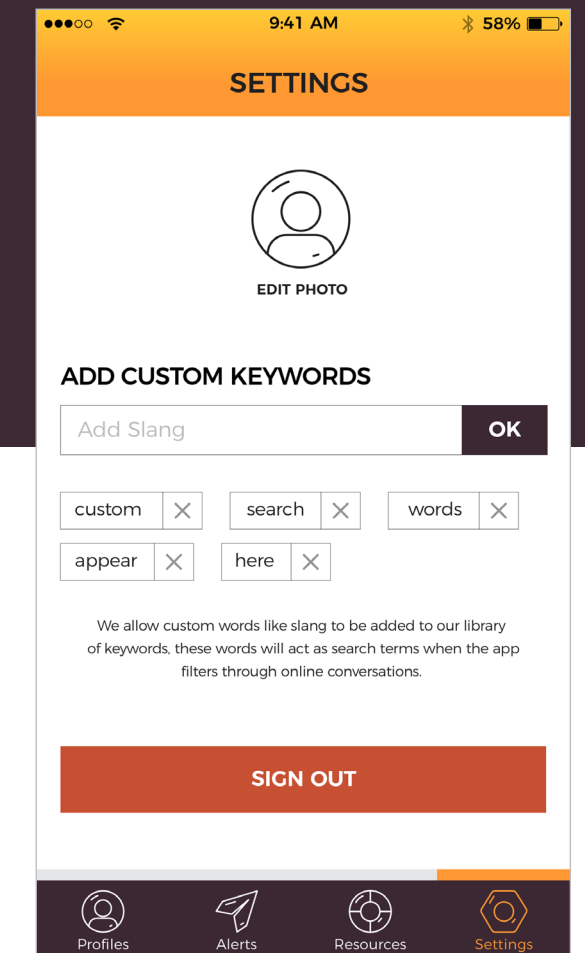 9:41 AM
58%
SETTINGS
EDIT PHOTO
ADD CUSTOM KEYWORDS
Add Slang
OK
custom
search
words
appear
here
We allow custom words like slang to be added to our library
of keywords, these words will act as search terms when the app
filters through online conversations.
SIGN OUT
Profiles
Alerts
Resources
Settings